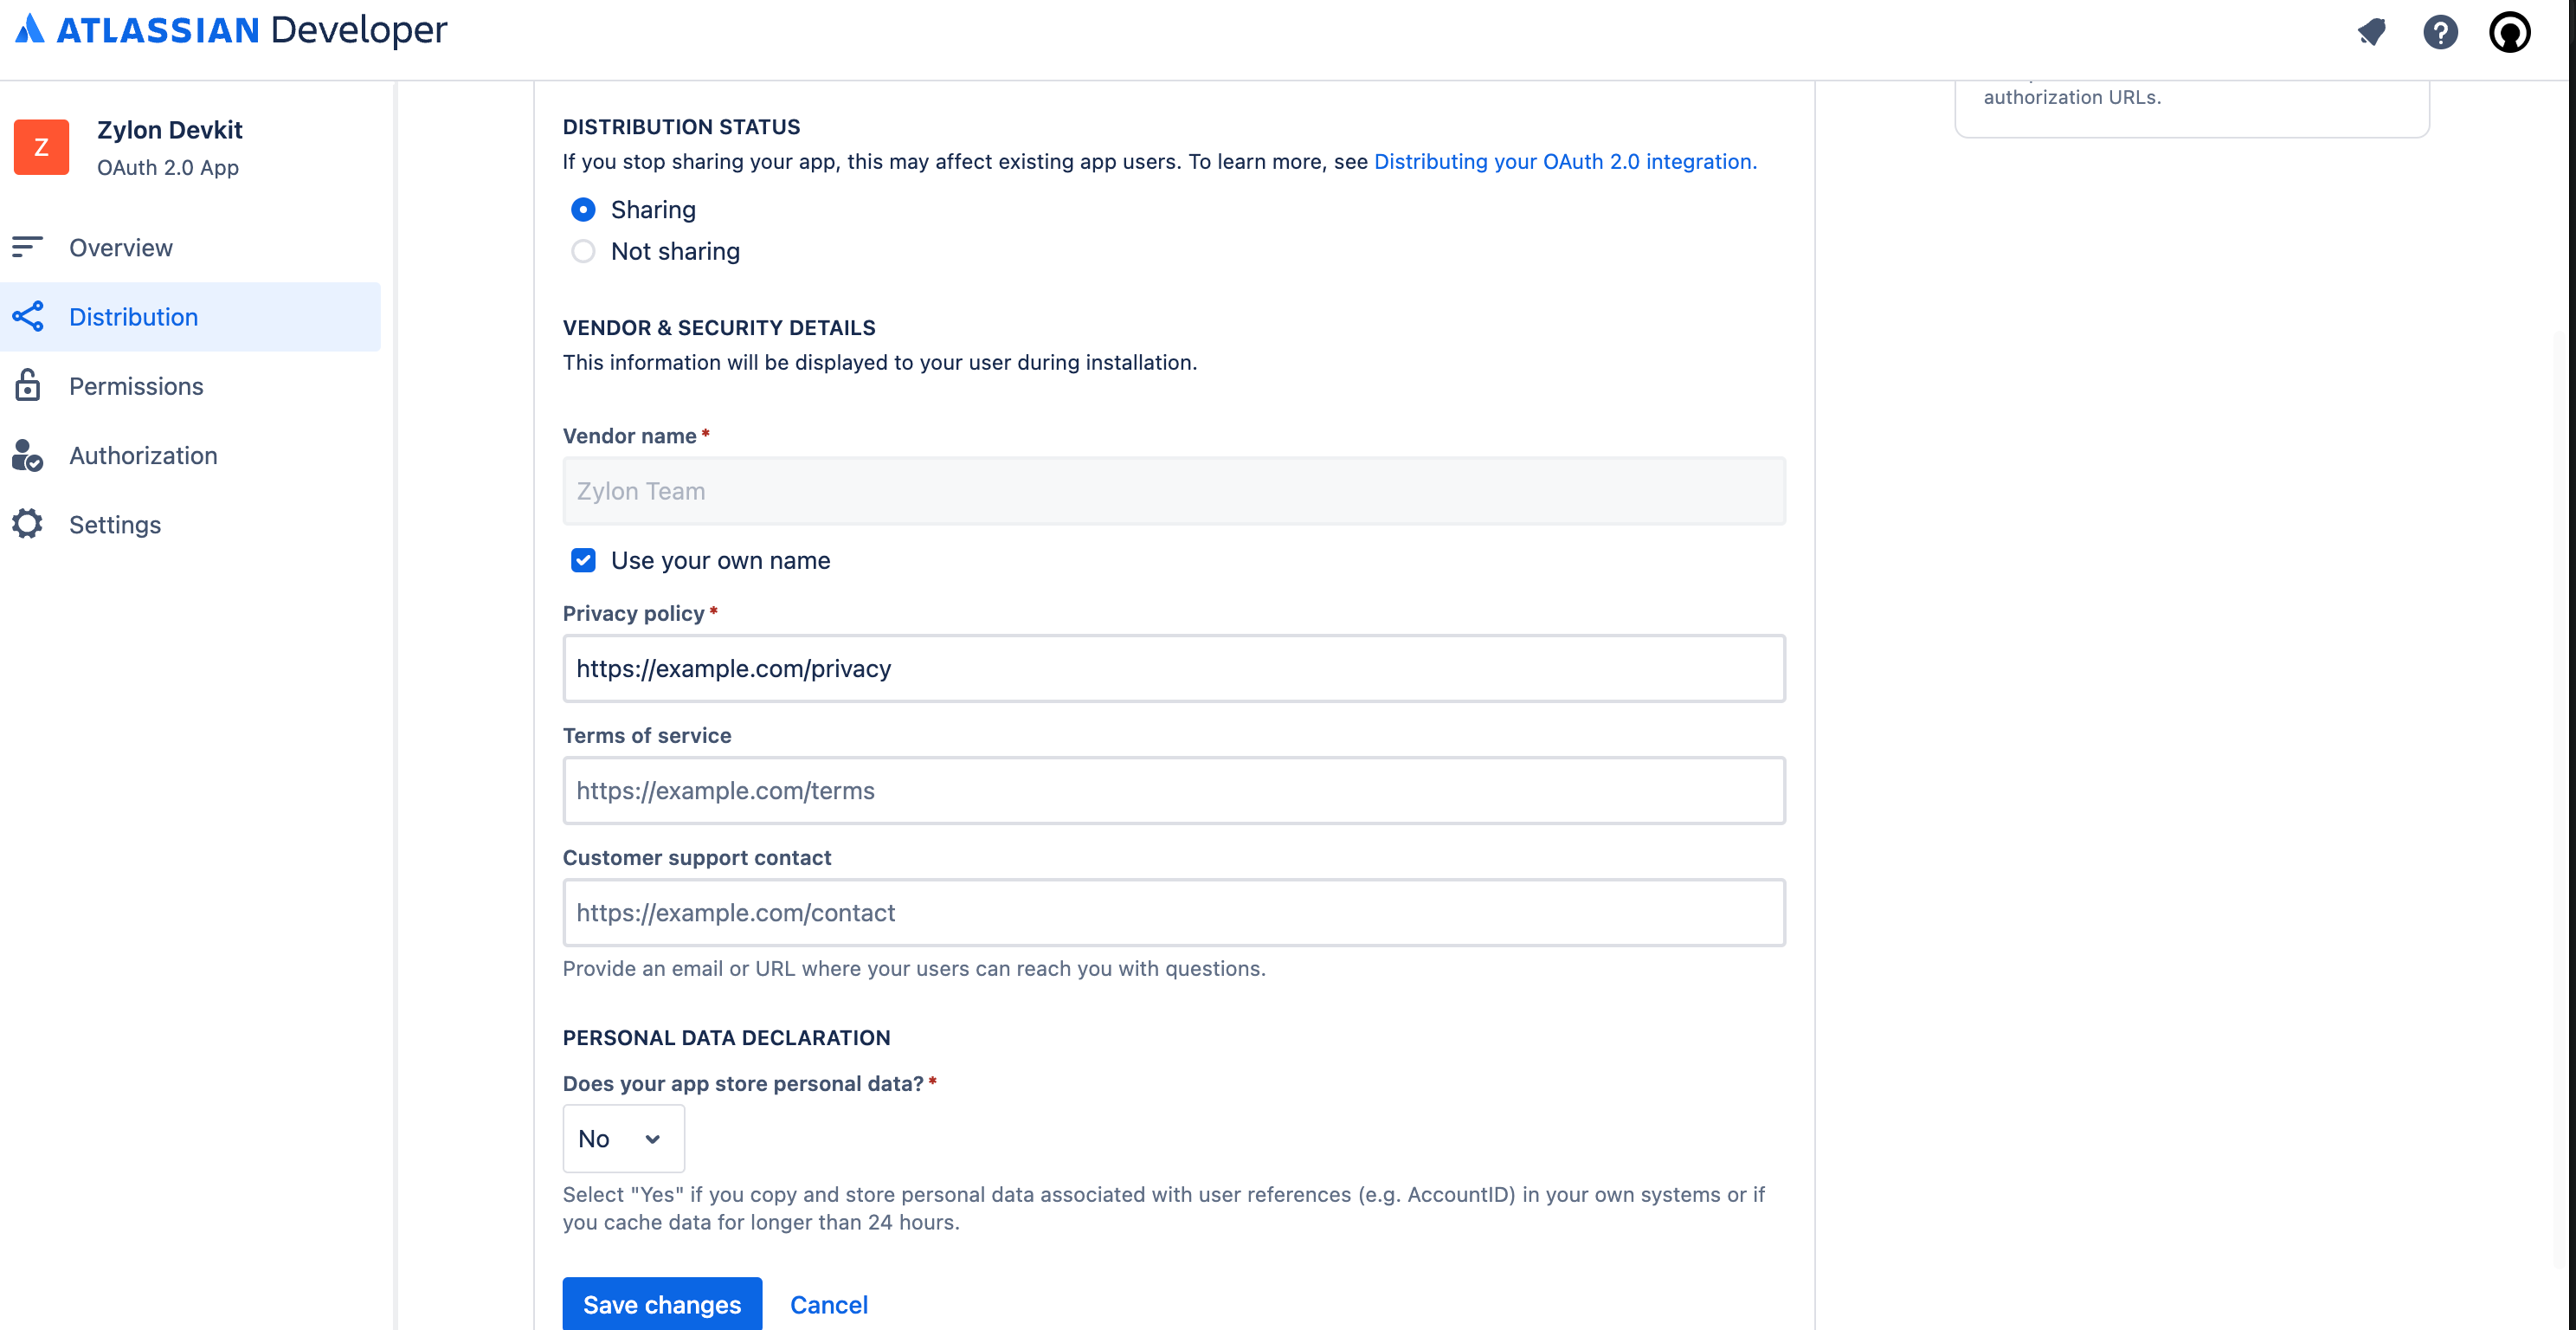 ATLASSIAN Developer
?
authorization URLs.
Z
Zylon Devkit
OAuth 2.0 App
Overview
Distribution
Permissions
Authorization
Settings
DISTRIBUTION STATUS
If you stop sharing your app, this may affect existing app users. To learn more, see Distributing your OAuth 2.0 integration.
Sharing
Not sharing
VENDOR & SECURITY DETAILS
This information will be displayed to your user during installation.
Vendor name *
Zylon Team
Use your own name
Privacy policy *
https://example.com/privacy
Terms of service
https://example.com/terms
Customer support contact
https://example.com/contact
Provide an email or URL where your users can reach you with questions.
PERSONAL DATA DECLARATION
Does your app store personal data? *
No
Select "Yes" if you copy and store personal data associated with user references (e.g. AccountID) in your own systems or if
you cache data for longer than 24 hours.
Save changes
Cancel